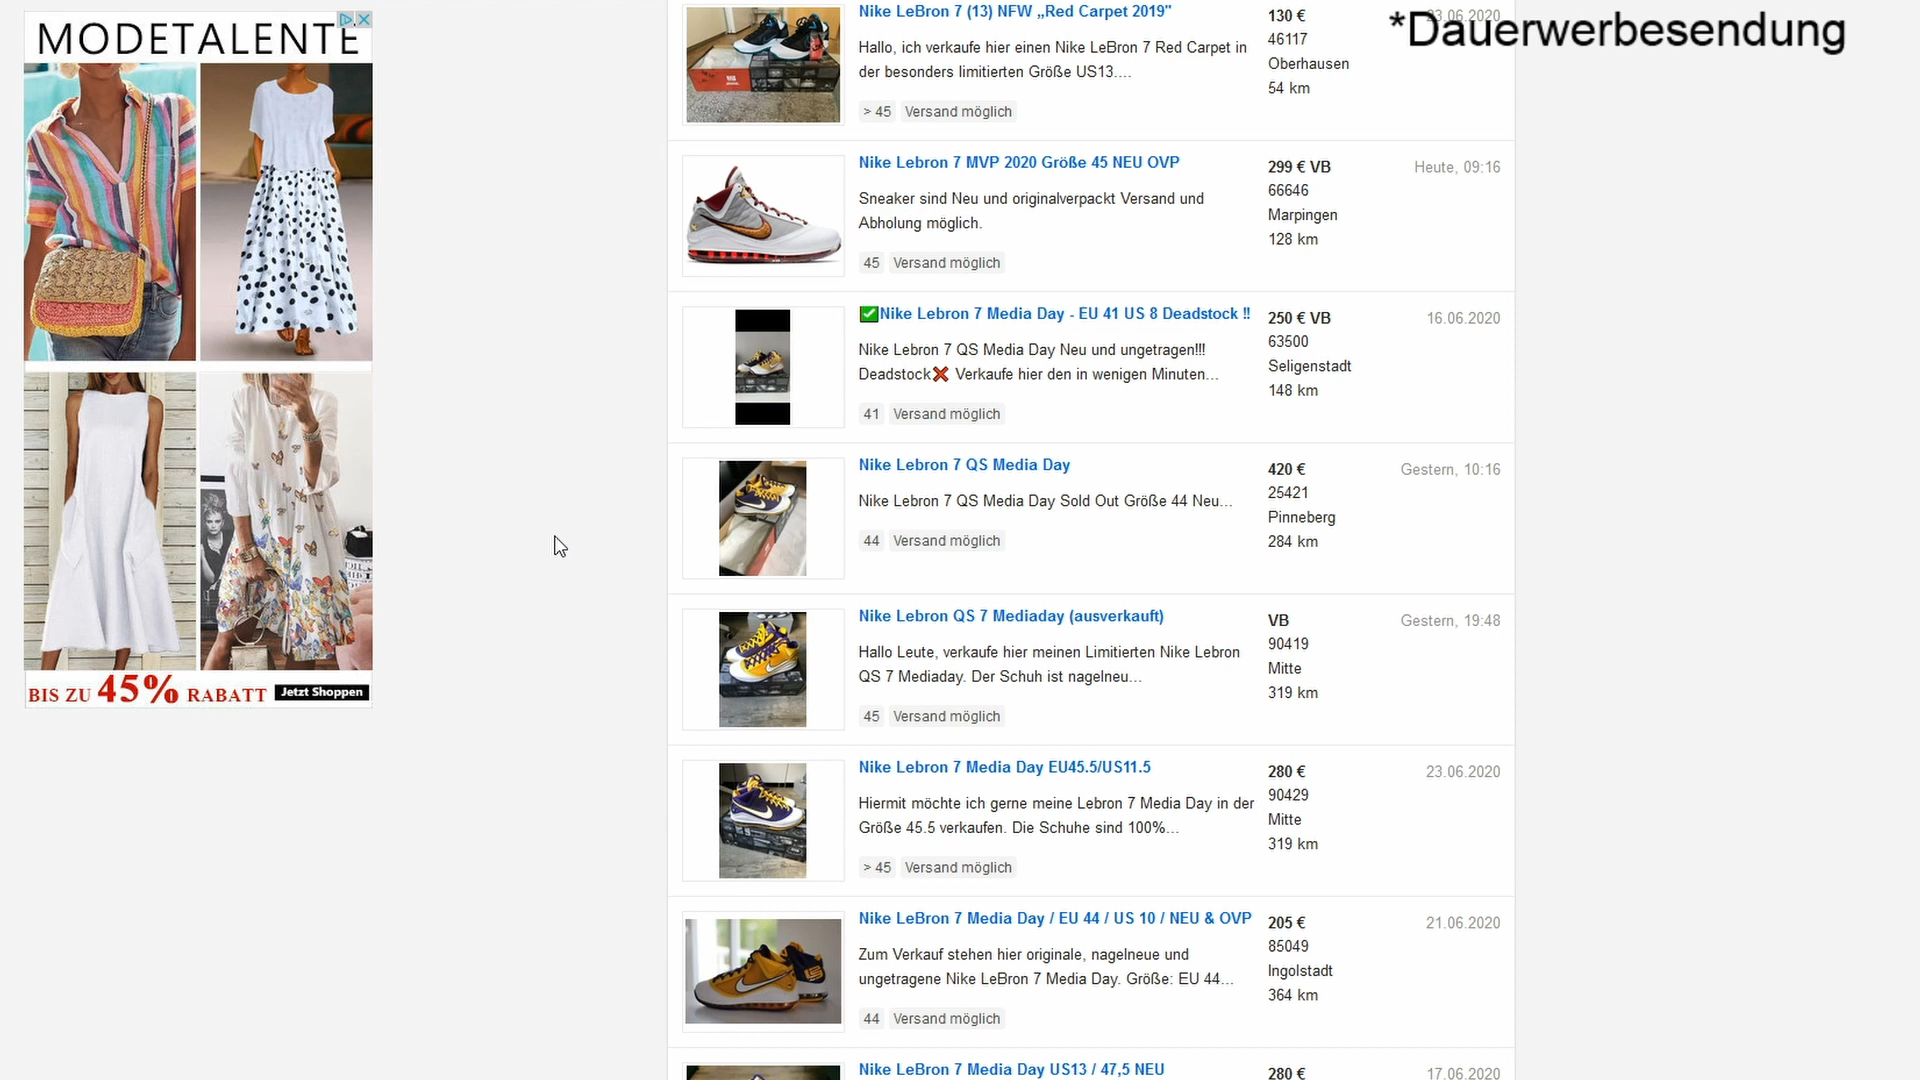 MODETALENTE
BIS ZU 45% RABATT Jetzt Shoppen
*Dauerwerbesendung
Nike LeBron 7 (13) NFW „Red Carpet 2019"
Hallo, ich verkaufe hier einen Nike LeBron 7 Red Carpet in
der besonders limitierten Größe US13....
> 45 Versand möglich
130 €
46117
Oberhausen
54 km
23.06.2020
Nike Lebron 7 MVP 2020 Größe 45 NEU OVP
Sneaker sind Neu und originalverpackt Versand und
Abholung möglich.
45 Versand möglich
299 € VB
66646
Marpingen
128 km
Heute, 09:16
✅Nike Lebron 7 Media Day - EU 41 US 8 Deadstock ‼
Nike Lebron 7 QS Media Day Neu und ungetragen!!!
Deadstock❌ Verkaufe hier den in wenigen Minuten...
41 Versand möglich
250 € VB
63500
Seligenstadt
148 km
16.06.2020
Nike Lebron 7 QS Media Day
Nike Lebron 7 QS Media Day Sold Out Größe 44 Neu...
44 Versand möglich
420 €
25421
Pinneberg
284 km
Gestern, 10:16
Nike Lebron QS 7 Mediaday (ausverkauft)
Hallo Leute, verkaufe hier meinen Limitierten Nike Lebron
QS 7 Mediaday. Der Schuh ist nagelneu...
45 Versand möglich
VB
90419
Mitte
319 km
Gestern, 19:48
Nike Lebron 7 Media Day EU45.5/US11.5
Hiermit möchte ich gerne meine Lebron 7 Media Day in der
Größe 45.5 verkaufen. Die Schuhe sind 100%...
> 45 Versand möglich
280 €
90429
Mitte
319 km
23.06.2020
Nike LeBron 7 Media Day / EU 44 / US 10 / NEU & OVP
Zum Verkauf stehen hier originale, nagelneue und
ungetragene Nike LeBron 7 Media Day. Größe: EU 44...
44 Versand möglich
205 €
85049
Ingolstadt
364 km
21.06.2020
Nike LeBron 7 Media Day US13 / 47,5 NEU
280 €
17.06.2020